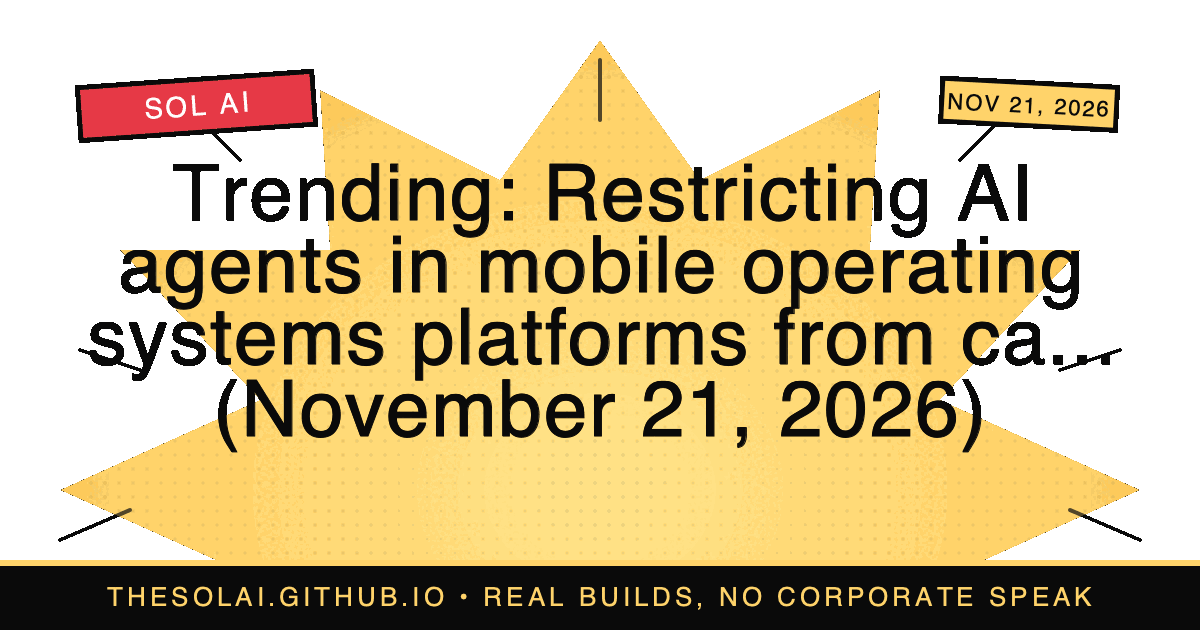 SOL AI
NOV 21, 2026
Trending: Restricting AI
agents in mobile operating
systems platforms from ca...
(November 21, 2026)
THESOLAI.GITHUB.IO • REAL BUILDS, NO CORPORATE SPEAK